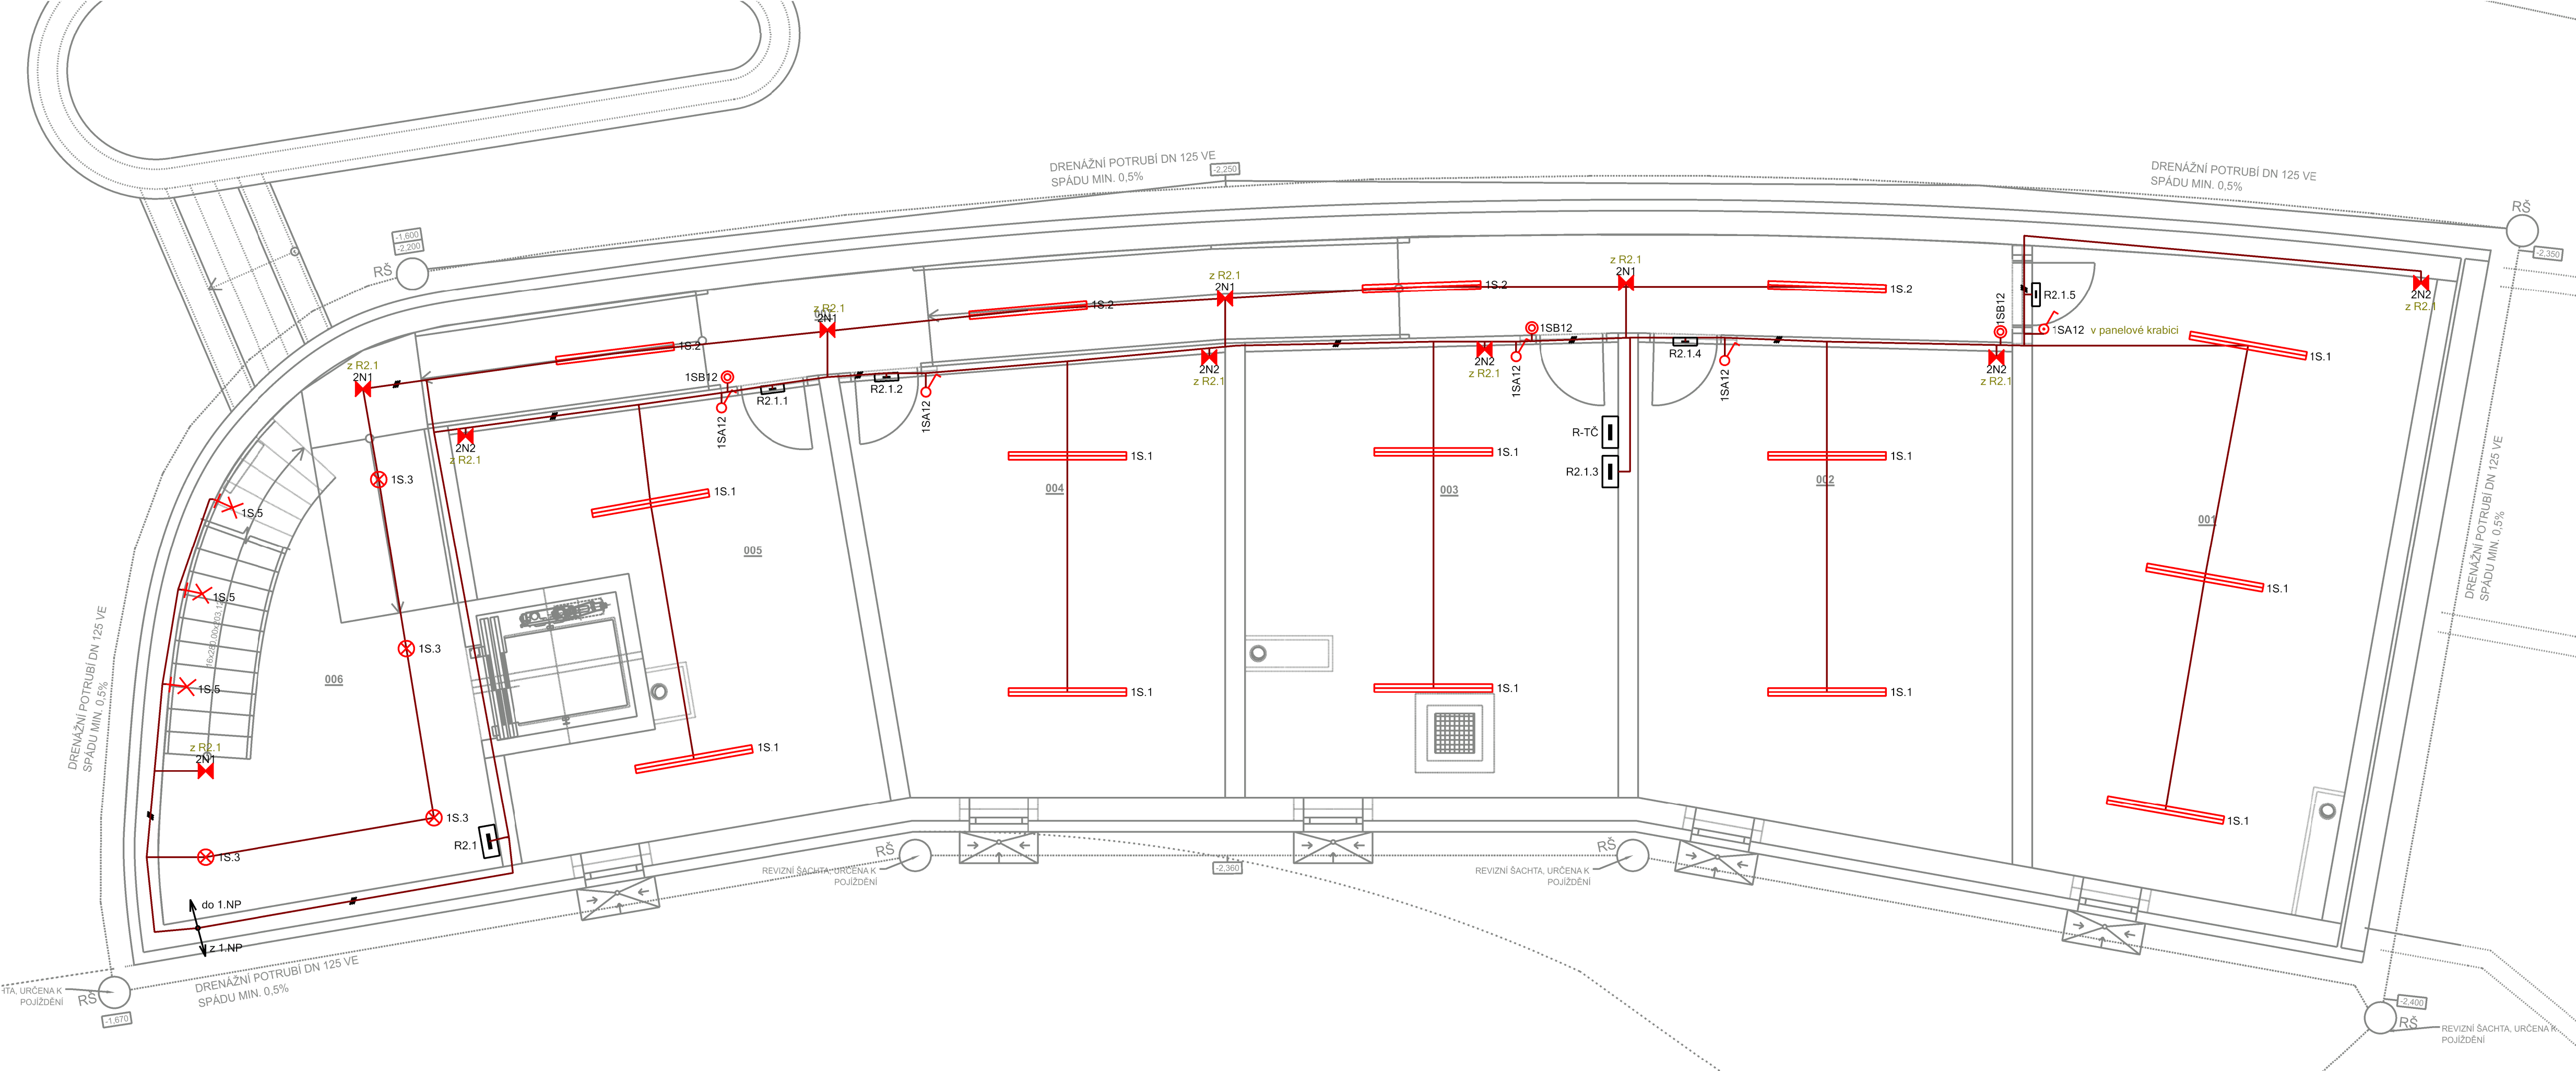 DRENÁŽNÍ POTRUBÍ DN 125 VE
SPÁDU MIN. 0,5%
-2,250
DRENÁŽNÍ POTRUBÍ DN 125 VE
SPÁDU MIN. 0,5%
RŠ
-2,350
-1,600
-2,200
RŠ
z R2.1
2N1
z R2.1
2N1
z R2.1
2N1
z R2.1
2N1
1S.2
1S.2
1S.2
1S.2
2N2
z R2.1
R2.1.5
1SB12
1SA12
v panelové krabici
1SB12
1SB12
R2.1.1
R2.1.2
1SA12
1SA12
2N2
z R2.1
2N2
z R2.1
1SA12
R2.1.4
1SA12
2N2
z R2.1
2N2
z R2.1
1S.1
R-TČ
R2.1.3
1S.3
1S.5
1S.1
1S.1
1S.1
1S.1
004
003
002
001
005
1S.5
1S.1
1S.3
006
1S.5
16x280,00x203,12
1S.1
1S.1
1S.1
1S.1
z R2.1
2N1
1S.1
1S.3
1S.1
R2.1
1S.3
DRENÁŽNÍ POTRUBÍ DN 125 VE
SPÁDU MIN. 0,5%
DRENÁŽNÍ POTRUBÍ DN 125 VE
SPÁDU MIN. 0,5%
RŠ
REVIZNÍ ŠACHTA, URČENA K
POJÍŽDĚNÍ
-2,360
RŠ
REVIZNÍ ŠACHTA, URČENA K
POJÍŽDĚNÍ
do 1.NP
z 1.NP
DRENÁŽNÍ POTRUBÍ DN 125 VE
SPÁDU MIN. 0,5%
HTA, URČENA K
POJÍŽDĚNÍ
RŠ
-1,670
-2,400
RŠ
REVIZNÍ ŠACHTA, URČENA K
POJÍŽDĚNÍ